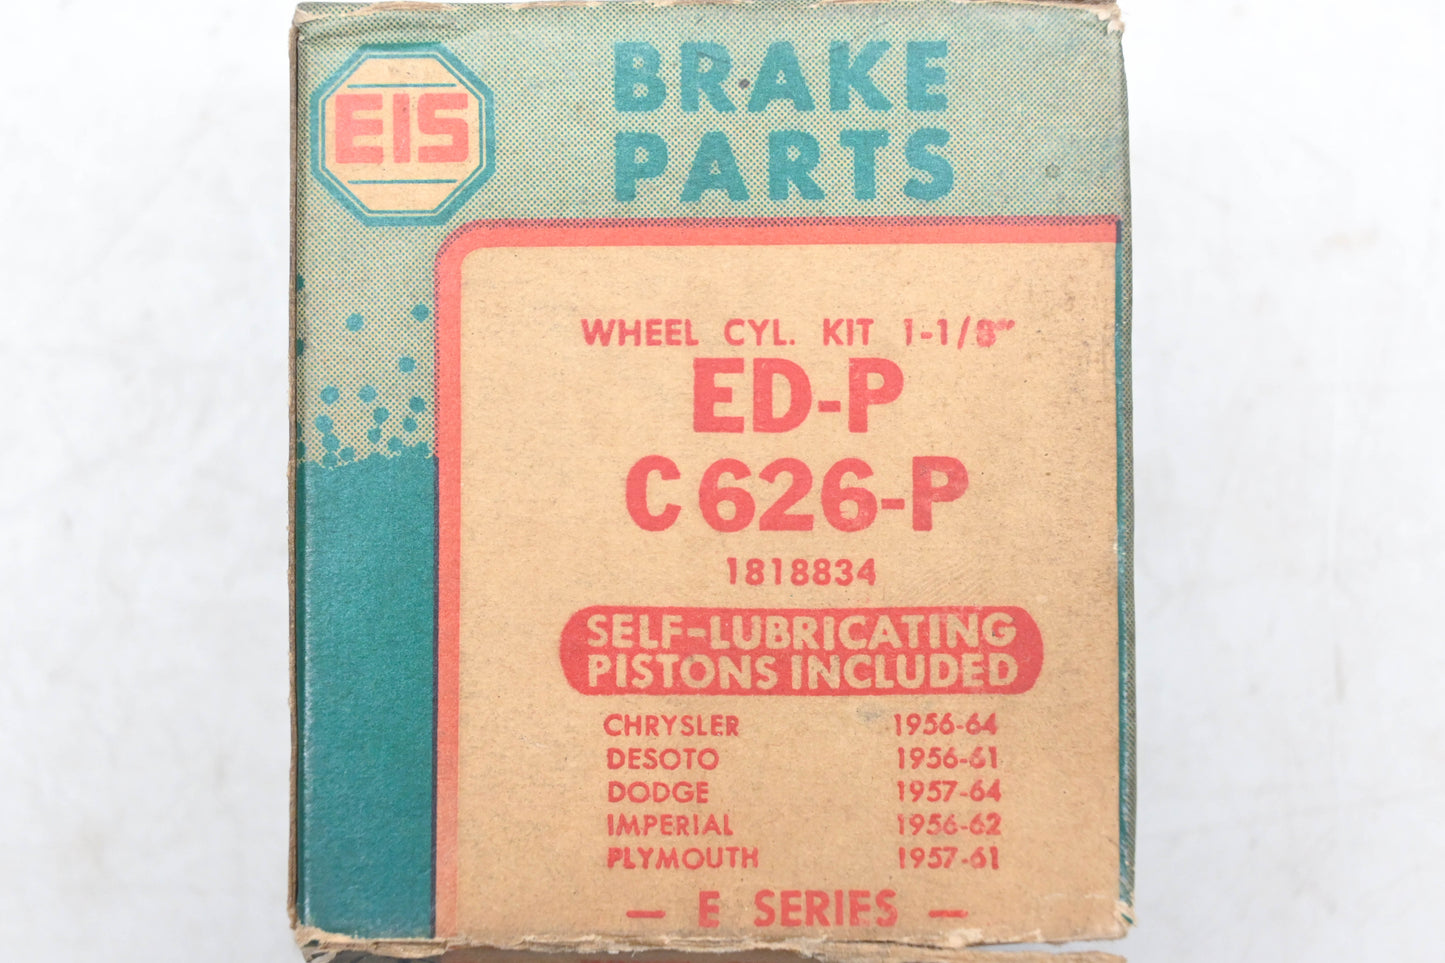 EIS
BRAKE
PARTS
WHEEL CYL. KIT 1-1/8"
ED-P
C626-P
1818834
SELF-LUBRICATING
PISTONS INCLUDED
CHRYSLER 1956-64
DESOTO 1956-61
DODGE 1957-64
IMPERIAL 1956-62
PLYMOUTH 1957-61
— E SERIES —